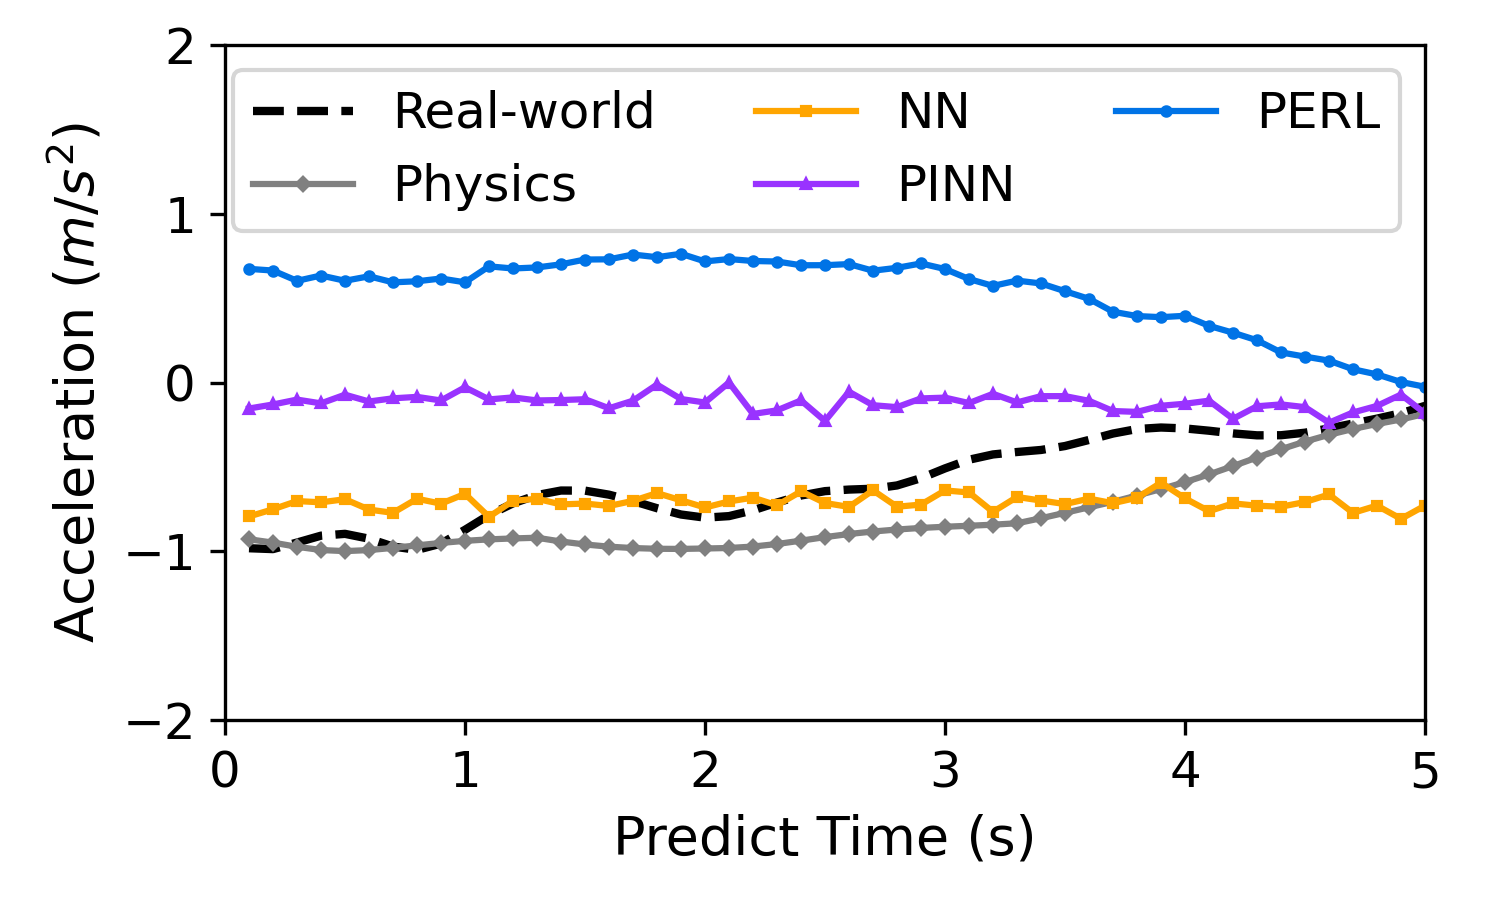 2
1
0
−1
−2
Acceleration (m/s²)
Real-world
NN
PERL
Physics
PINN
0 1 2 3 4 5
Predict Time (s)